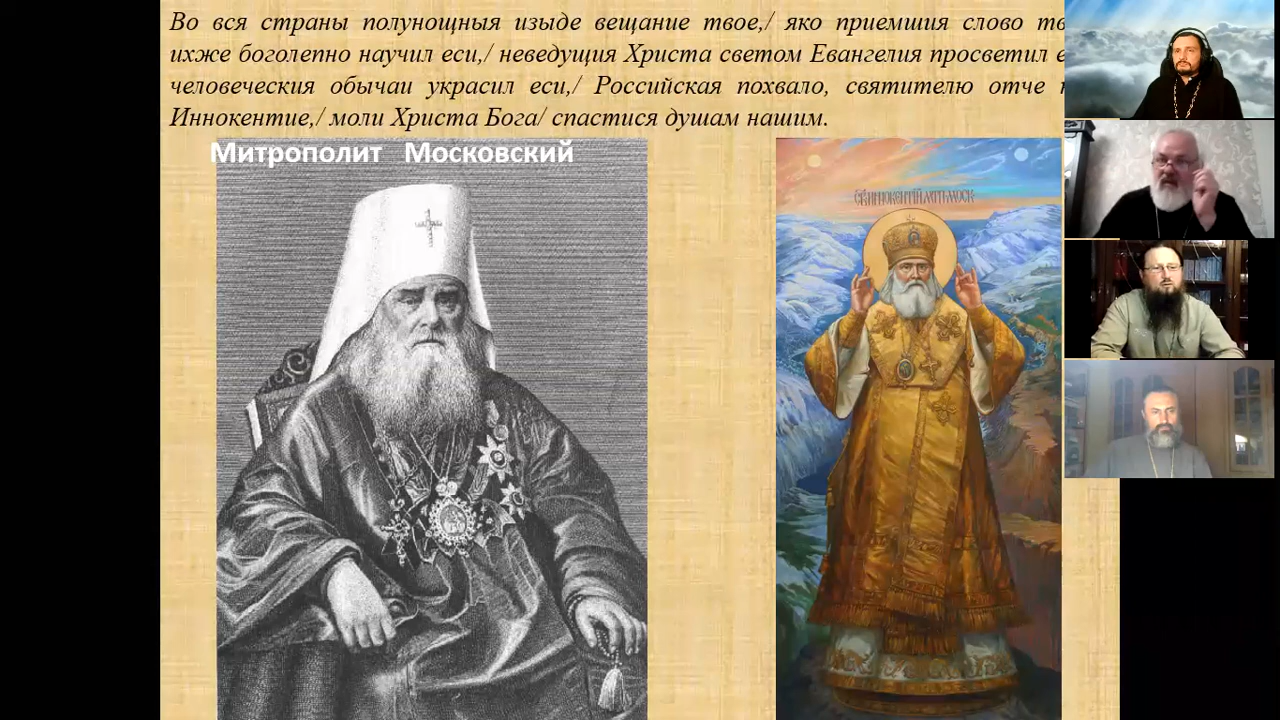 Во вся страны полунощныя изыде вещание твое,/ яко приемшия слово
ихже боголепно научил еси,/ неведущия Христа светом Евангелия просветил
человеческия обычаи украсил еси,/ Российская похвало, святителю отче
Иннокентие,/ моли Христа Бога/ спастися душам нашим.
Митрополит Московский